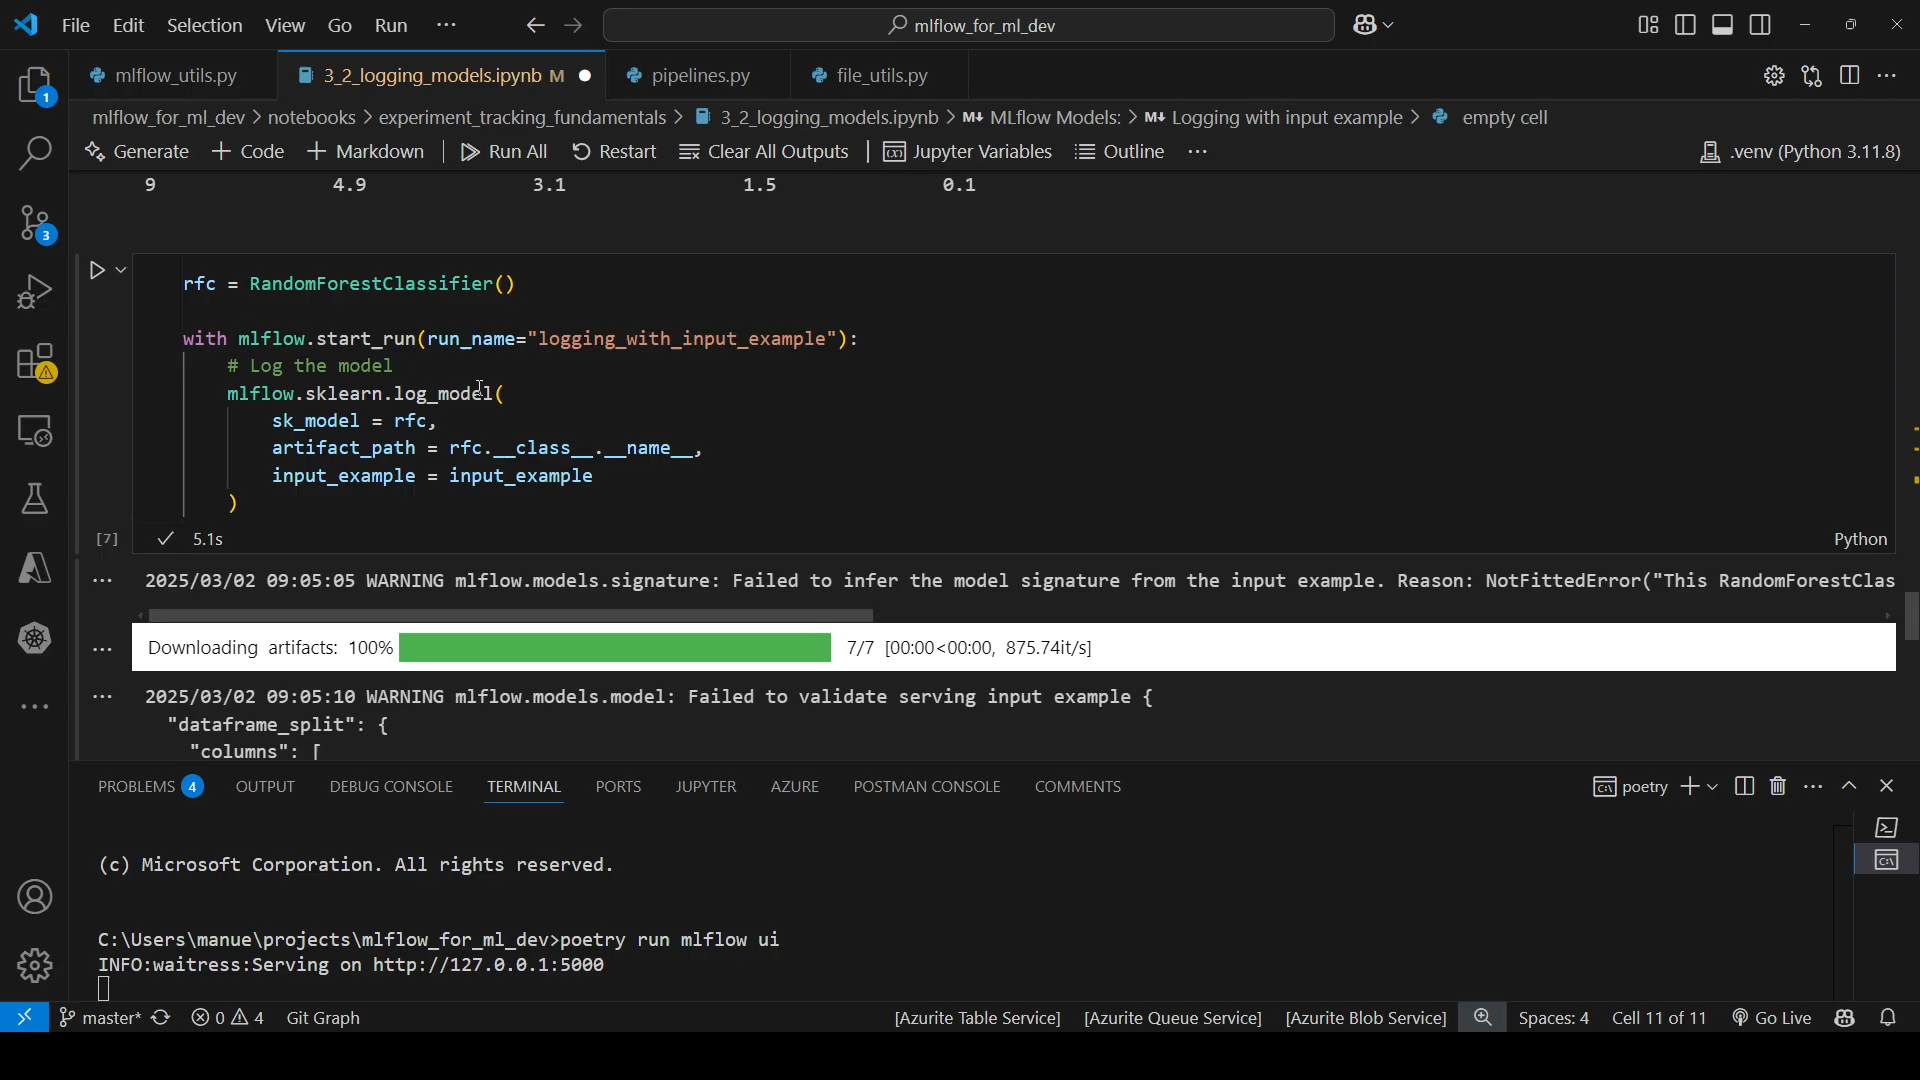 File Edit Selection View Go Run ··· mlflow_for_ml_dev
mlflow_utils.py 3_2_logging_models.ipynb M pipelines.py file_utils.py
mlflow_for_ml_dev > notebooks > experiment_tracking_fundamentals > 3_2_logging_models.ipynb > M↓ MLflow Models: > M↓ Logging with input example > empty cell
Generate + Code + Markdown Run All Restart Clear All Outputs Jupyter Variables Outline ··· .venv (Python 3.11.8)
9 4.9 3.1 1.5 0.1
rfc = RandomForestClassifier()
with mlflow.start_run(run_name="logging_with_input_example"):
# Log the model
mlflow.sklearn.log_model(
sk_model = rfc,
artifact_path = rfc.__class__.__name__,
input_example = input_example
)
[7] 5.1s Python
2025/03/02 09:05:05 WARNING mlflow.models.signature: Failed to infer the model signature from the input example. Reason: NotFittedError("This RandomForestClas
Downloading artifacts: 100% 7/7 [00:00<00:00, 875.74it/s]
2025/03/02 09:05:10 WARNING mlflow.models.model: Failed to validate serving input example {
"dataframe_split": {
"columns": [
PROBLEMS 4 OUTPUT DEBUG CONSOLE TERMINAL PORTS JUPYTER AZURE POSTMAN CONSOLE COMMENTS poetry
(c) Microsoft Corporation. All rights reserved.
C:\Users\manue\projects\mlflow_for_ml_dev>poetry run mlflow ui
INFO:waitress:Serving on http://127.0.0.1:5000
master* 0 4 Git Graph [Azurite Table Service] [Azurite Queue Service] [Azurite Blob Service] Spaces: 4 Cell 11 of 11 Go Live
1
3